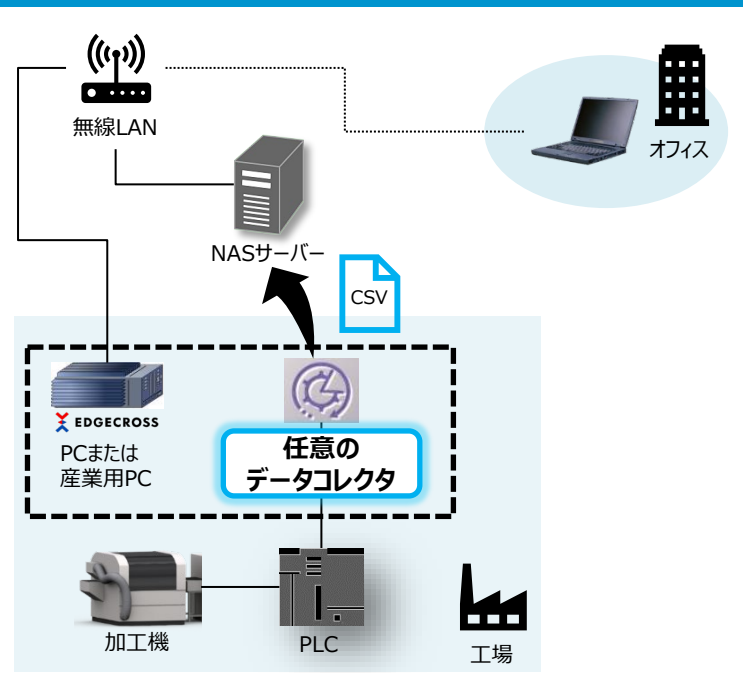 無線LAN
オフィス
NASサーバー
CSV
EDGECROSS
PCまたは
産業用PC
任意の
データコレクタ
加工機
PLC
工場